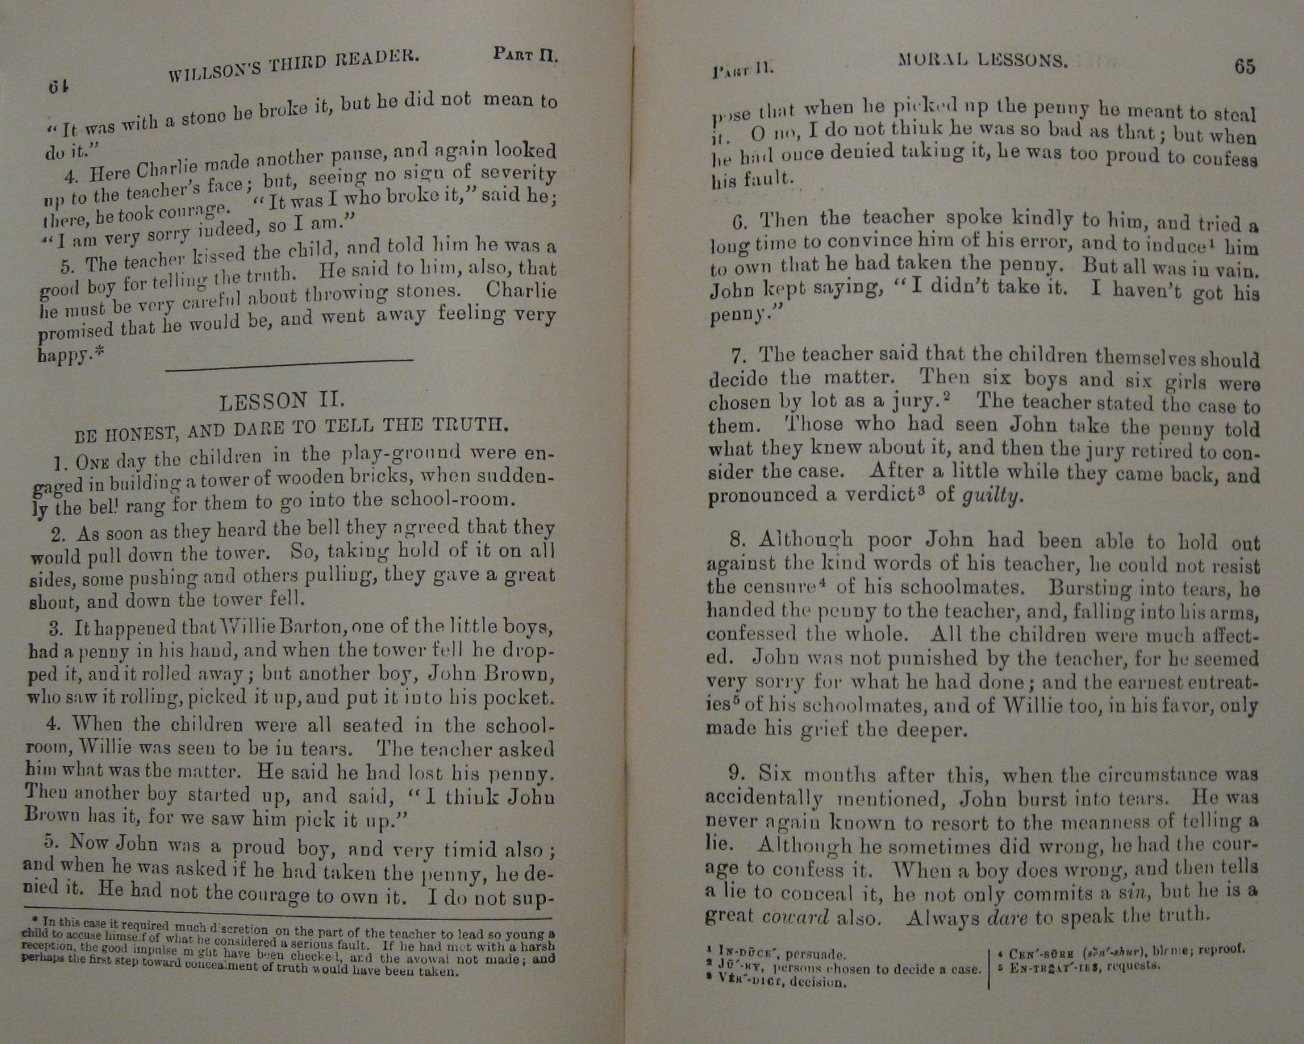 64
WILLSON'S THIRD READER.
PART II.
"It was with a stone he broke it, but he did not mean to
do it."
4. Here Charlie made another pause, and again looked
up to the teacher's face; but, seeing no sign of severity
there, he took courage. "It was I who broke it," said he;
"I am very sorry indeed, so I am."
5. The teacher kissed the child, and told him he was a
good boy for telling the truth. He said to him, also, that
he must be very careful about throwing stones. Charlie
promised that he would be, and went away feeling very
happy.*
LESSON II.
BE HONEST, AND DARE TO TELL THE TRUTH.
1. ONE day the children in the play-ground were en-
gaged in building a tower of wooden bricks, when sudden-
ly the bell rang for them to go into the school-room.
2. As soon as they heard the bell they agreed that they
would pull down the tower. So, taking hold of it on all
sides, some pushing and others pulling, they gave a great
shout, and down the tower fell.
3. It happened that Willie Barton, one of the little boys,
had a penny in his hand, and when the tower fell he drop-
ped it, and it rolled away; but another boy, John Brown,
who saw it rolling, picked it up, and put it into his pocket.
4. When the children were all seated in the school-
room, Willie was seen to be in tears. The teacher asked
him what was the matter. He said he had lost his penny.
Then another boy started up, and said, "I think John
Brown has it, for we saw him pick it up."
5. Now John was a proud boy, and very timid also;
and when he was asked if he had taken the penny, he de-
nied it. He had not the courage to own it. I do not sup-
* In this case it required much discretion on the part of the teacher to lead so young a
child to accuse himself of what he considered a serious fault. If he had met with a harsh
reception, the good impulse might have been checked, and the avowal not made; and
perhaps the first step toward concealment of truth would have been taken.
PART II.
MORAL LESSONS.
65
pose that when he picked up the penny he meant to steal
it. O no, I do not think he was so bad as that; but when
he had once denied taking it, he was too proud to confess
his fault.
6. Then the teacher spoke kindly to him, and tried a
long time to convince him of his error, and to induce¹ him
to own that he had taken the penny. But all was in vain.
John kept saying, "I didn't take it. I haven't got his
penny."
7. The teacher said that the children themselves should
decide the matter. Then six boys and six girls were
chosen by lot as a jury.² The teacher stated the case to
them. Those who had seen John take the penny told
what they knew about it, and then the jury retired to con-
sider the case. After a little while they came back, and
pronounced a verdict³ of guilty.
8. Although poor John had been able to hold out
against the kind words of his teacher, he could not resist
the censure⁴ of his schoolmates. Bursting into tears, he
handed the penny to the teacher, and, falling into his arms,
confessed the whole. All the children were much affect-
ed. John was not punished by the teacher, for he seemed
very sorry for what he had done; and the earnest entreat-
ies⁵ of his schoolmates, and of Willie too, in his favor, only
made his grief the deeper.
9. Six months after this, when the circumstance was
accidentally mentioned, John burst into tears. He was
never again known to resort to the meanness of telling a
lie. Although he sometimes did wrong, he had the cour-
age to confess it. When a boy does wrong, and then tells
a lie to conceal it, he not only commits a sin, but he is a
great coward also. Always dare to speak the truth.
¹ IN-DŪCE', persuade.
² JŪ'-RY, persons chosen to decide a case.
³ VĔR'-DICT, decision.
⁴ CEN'-SŪRE (sĕn'-shur), blame; reproof.
⁵ EN-TREAT'-IES, requests.